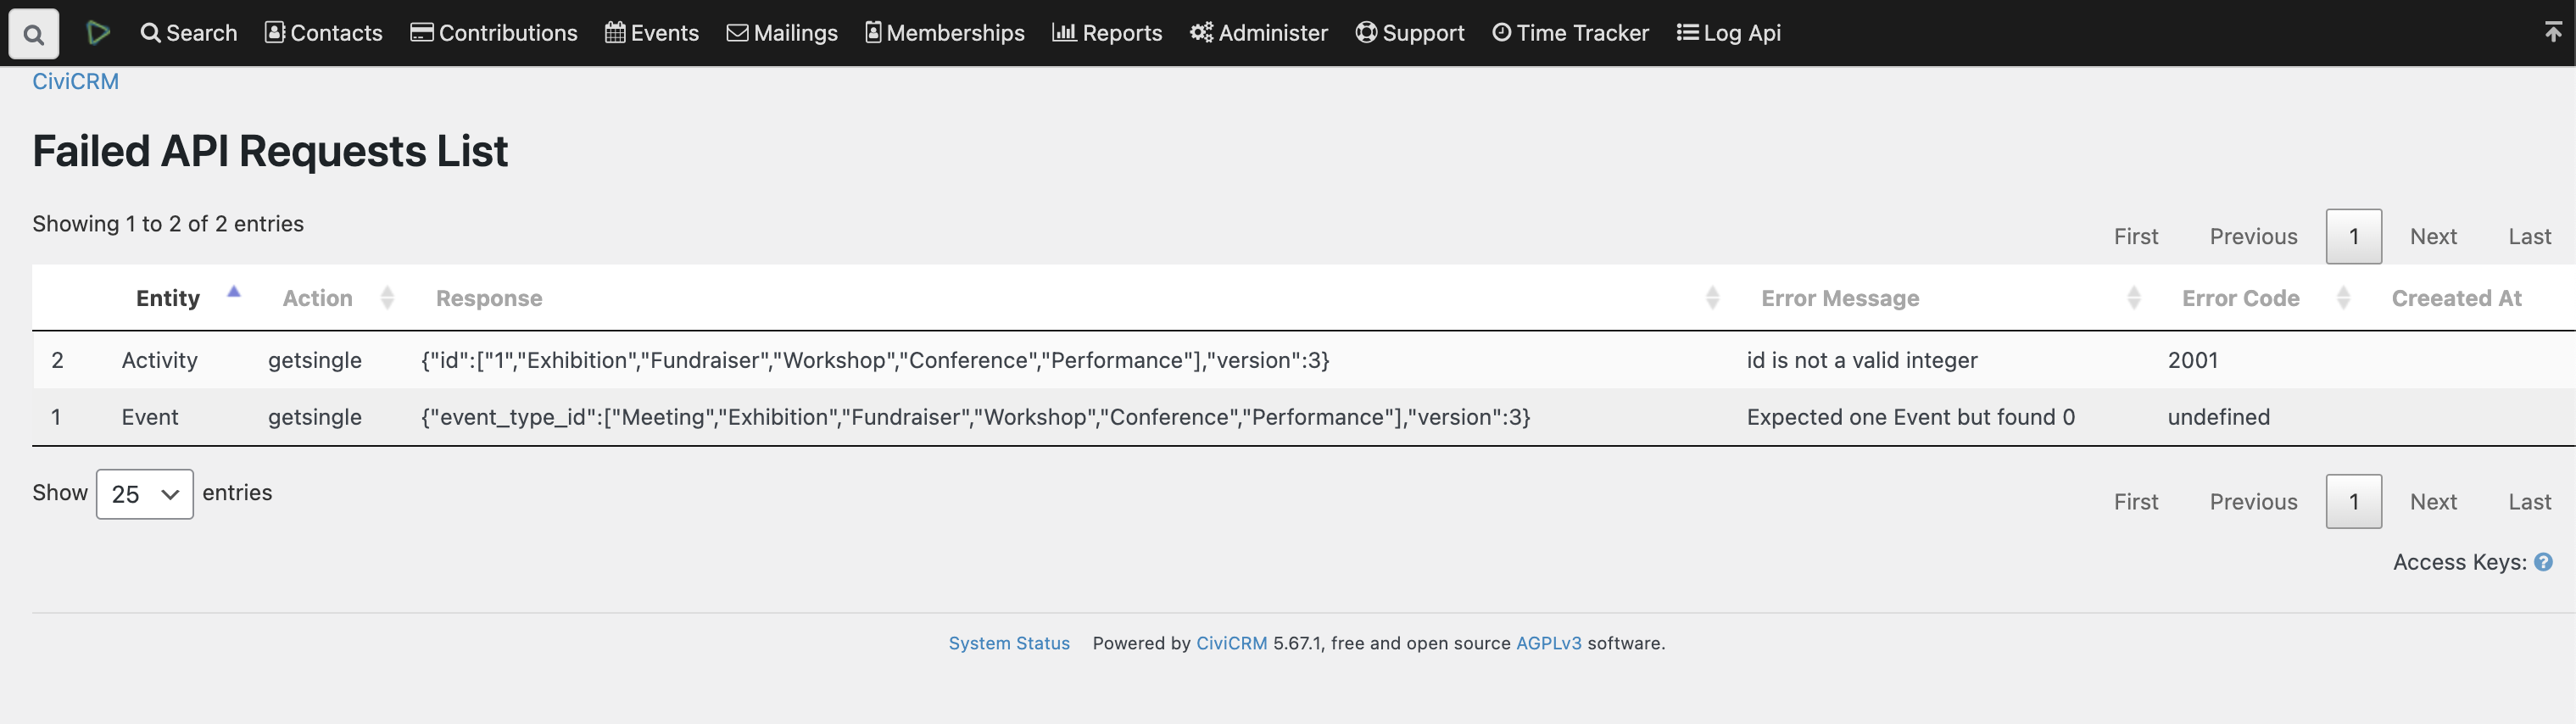 Search Contacts Contributions Events Mailings Memberships Reports Administer Support Time Tracker Log Api
CiviCRM
Failed API Requests List
Showing 1 to 2 of 2 entries
First Previous 1 Next Last
Entity Action Response Error Message Error Code Creeated At
2 Activity getsingle {"id":["1","Exhibition","Fundraiser","Workshop","Conference","Performance"],"version":3} id is not a valid integer 2001
1 Event getsingle {"event_type_id":["Meeting","Exhibition","Fundraiser","Workshop","Conference","Performance"],"version":3} Expected one Event but found 0 undefined
Show 25 entries
First Previous 1 Next Last
Access Keys: ?
System Status Powered by CiviCRM 5.67.1, free and open source AGPLv3 software.